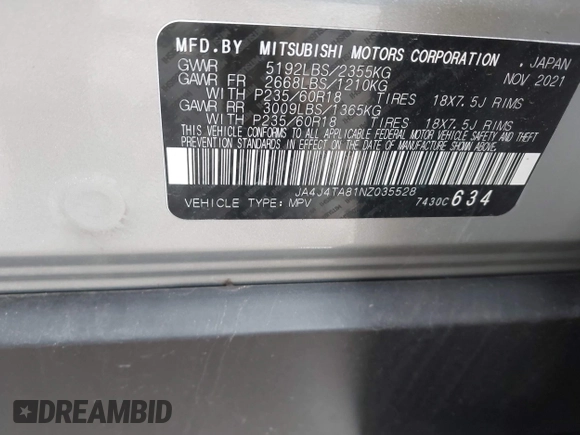 MFD.BY MITSUBISHI MOTORS CORPORATION . JAPAN
GVWR 5192LBS/2355KG NOV 2021
GAWR FR 2668LBS/1210KG
WITH P235/60R18 TIRES 18X7.5J RIMS
GAWR RR 3009LBS/1365KG
WITH P235/60R18 TIRES 18X7.5J RIMS
THIS VEHICLE CONFORMS TO ALL APPLICABLE FEDERAL MOTOR VEHICLE SAFETY AND THEFT
PREVENTION STANDARDS IN EFFECT ON THE DATE OF MANUFACTURE SHOWN ABOVE.
JA4J4TA81NZ035528
VEHICLE TYPE: MPV 7430C 634
DREAMBID